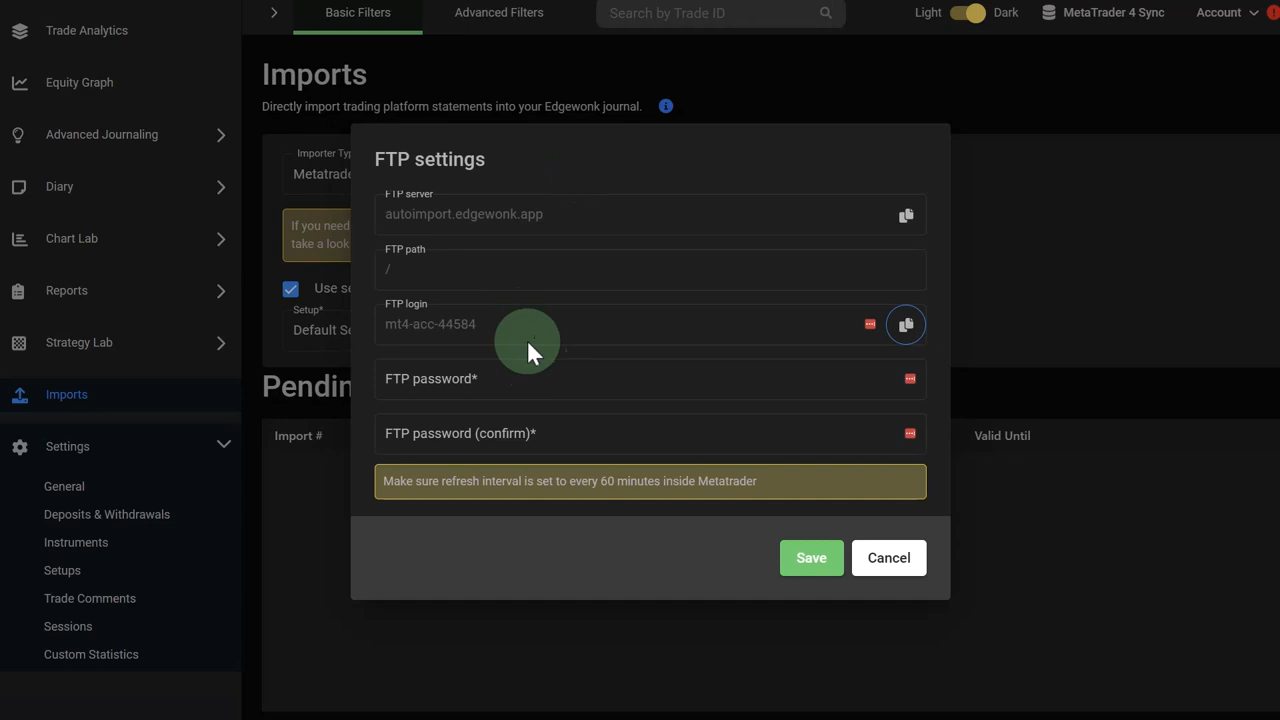 Trade Analytics
Equity Graph
Advanced Journaling
Diary
Chart Lab
Reports
Strategy Lab
Imports
Settings
General
Deposits & Withdrawals
Instruments
Setups
Trade Comments
Sessions
Custom Statistics
Basic Filters
Advanced Filters
Search by Trade ID
Light
Dark
MetaTrader 4 Sync
Account
Imports
Directly import trading platform statements into your Edgewonk journal.
Importer Typ
Metatrade
If you need
take a look
Use se
Setup*
Default Se
Pendin
Import #
Valid Until
FTP settings
FTP server
autoimport.edgewonk.app
FTP path
/
FTP login
mt4-acc-44584
FTP password*
FTP password (confirm)*
Make sure refresh interval is set to every 60 minutes inside Metatrader
Save
Cancel